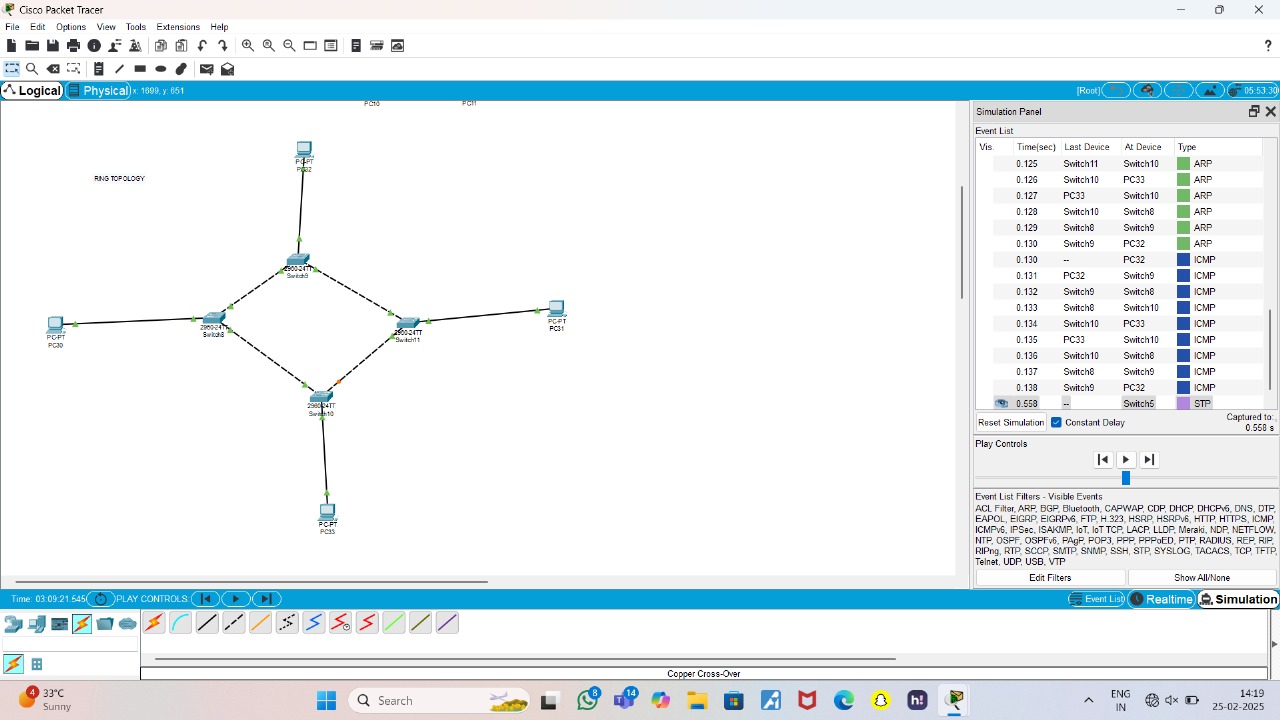 Cisco Packet Tracer
File Edit Options View Tools Extensions Help
Logical Physical x: 1699, y: 651 [Root] 05:53:30
PC10 PC11
PC-PT
PC32
RING TOPOLOGY
2960-24TT
Switch9
PC-PT
PC30
2960-24TT
Switch8
2960-24TT
Switch11
PC-PT
PC31
2960-24TT
Switch10
PC-PT
PC33
Simulation Panel
Event List
Vis. Time(sec) Last Device At Device Type
0.125 Switch11 Switch10 ARP
0.126 Switch10 PC33 ARP
0.127 PC33 Switch10 ARP
0.128 Switch10 Switch8 ARP
0.129 Switch8 Switch9 ARP
0.130 Switch9 PC32 ARP
0.130 -- PC32 ICMP
0.131 PC32 Switch9 ICMP
0.132 Switch9 Switch8 ICMP
0.133 Switch8 Switch10 ICMP
0.134 Switch10 PC33 ICMP
0.135 PC33 Switch10 ICMP
0.136 Switch10 Switch8 ICMP
0.137 Switch8 Switch9 ICMP
0.138 Switch9 PC32 ICMP
0.558 -- Switch5 STP
Reset Simulation Constant Delay Captured to:
0.558 s
Play Controls
Event List Filters - Visible Events
ACL Filter, ARP, BGP, Bluetooth, CAPWAP, CDP, DHCP, DHCPv6, DNS, DTP,
EAPOL, EIGRP, EIGRPv6, FTP, H.323, HSRP, HSRPv6, HTTP, HTTPS, ICMP,
ICMPv6, IPSec, ISAKMP, IoT, IoT TCP, LACP, LLDP, Meraki, NDP, NETFLOW,
NTP, OSPF, OSPFv6, PAgP, POP3, PPP, PPPoED, PTP, RADIUS, REP, RIP,
RIPng, RTP, SCCP, SMTP, SNMP, SSH, STP, SYSLOG, TACACS, TCP, TFTP,
Telnet, UDP, USB, VTP
Edit Filters Show All/None
Time: 03:09:21.545 PLAY CONTROLS: Event List Realtime Simulation
Copper Cross-Over
4 33°C
Sunny
Search 8 14 h!
ENG
IN
14:19
25-02-2025